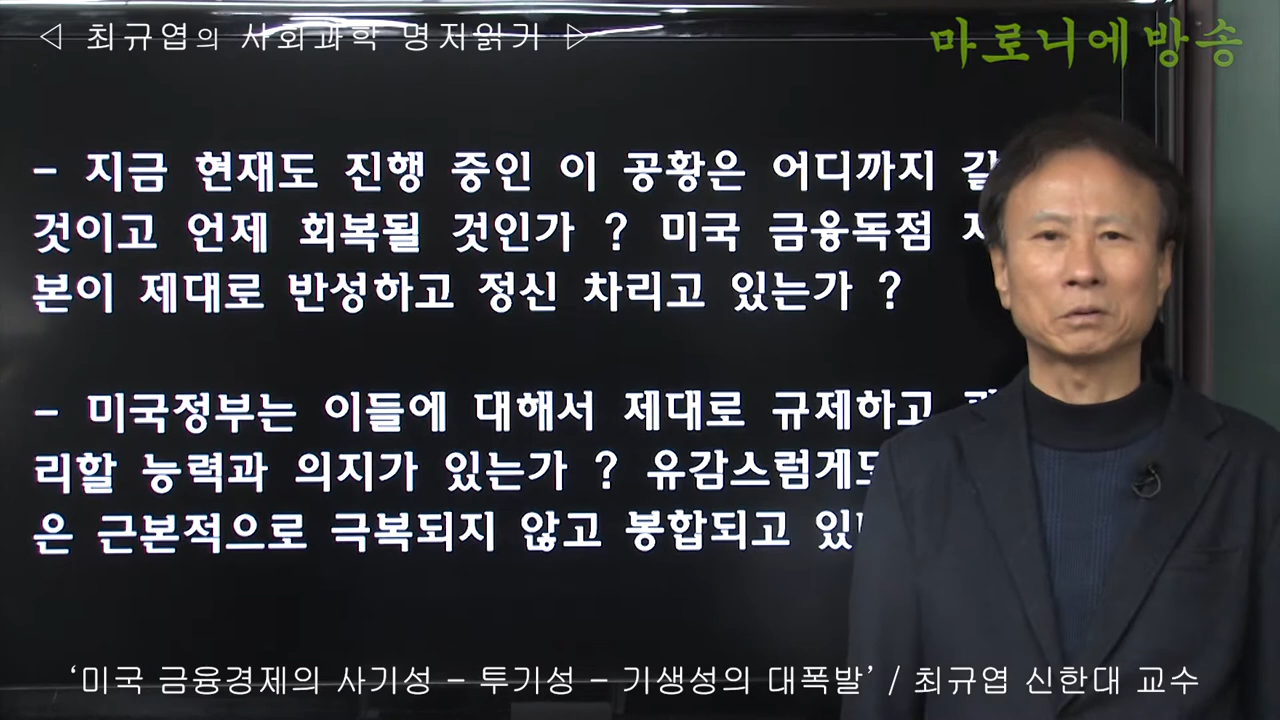 ◁ 최규엽의 사회과학 명저읽기 ▷
마로니에방송
- 지금 현재도 진행 중인 이 공황은 어디까지
것이고 언제 회복될 것인가 ? 미국 금융독점
본이 제대로 반성하고 정신 차리고 있는가 ?
- 미국정부는 이들에 대해서 제대로 규제하고
리할 능력과 의지가 있는가 ? 유감스럽게도
은 근본적으로 극복되지 않고 봉합되고
‘미국 금융경제의 사기성 - 투기성 - 기생성의 대폭발’ / 최규엽 신한대 교수